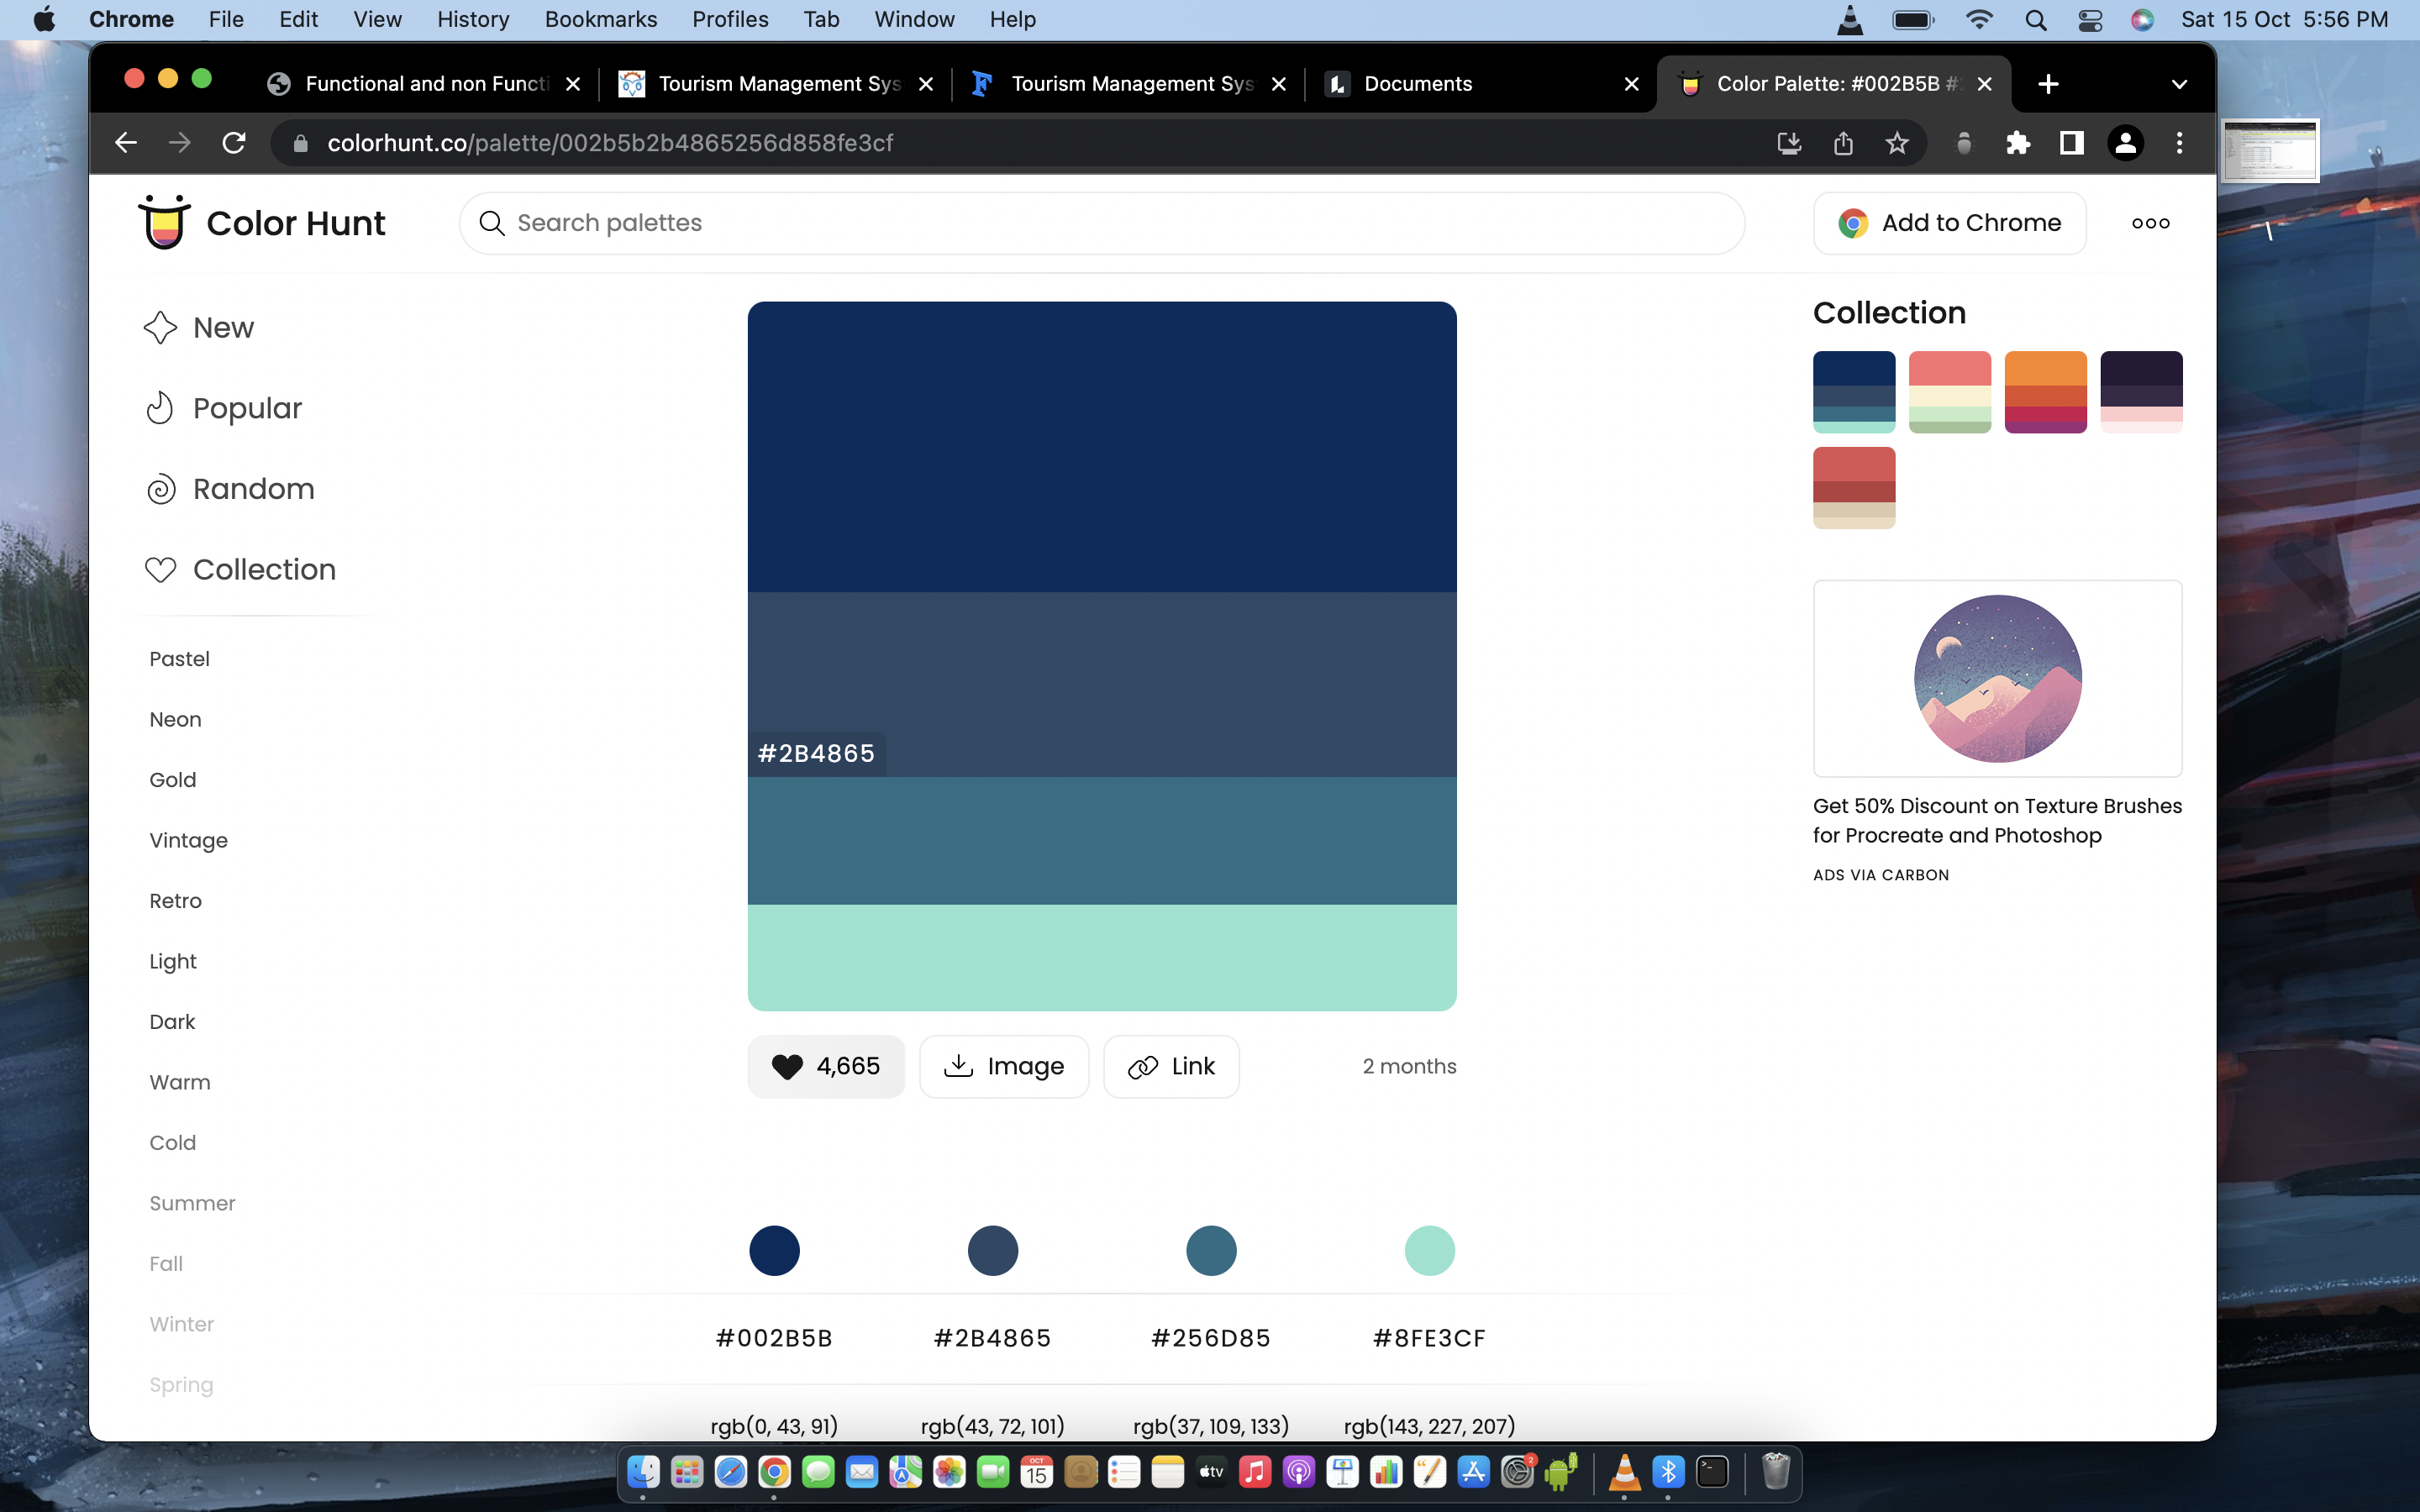 Chrome File Edit View History Bookmarks Profiles Tab Window Help Sat 15 Oct 5:56 PM
Functional and non Functi Tourism Management Sys Tourism Management Sys Documents Color Palette: #002B5B #
colorhunt.co/palette/002b5b2b4865256d858fe3cf
Color Hunt Search palettes Add to Chrome
New
Popular
Random
Collection
Pastel
Neon
Gold
Vintage
Retro
Light
Dark
Warm
Cold
Summer
Fall
Winter
Spring
#2B4865
4,665 Image Link 2 months
#002B5B #2B4865 #256D85 #8FE3CF
rgb(0, 43, 91) rgb(43, 72, 101) rgb(37, 109, 133) rgb(143, 227, 207)
Collection
Get 50% Discount on Texture Brushes
for Procreate and Photoshop
ADS VIA CARBON
OCT
15
tv
2